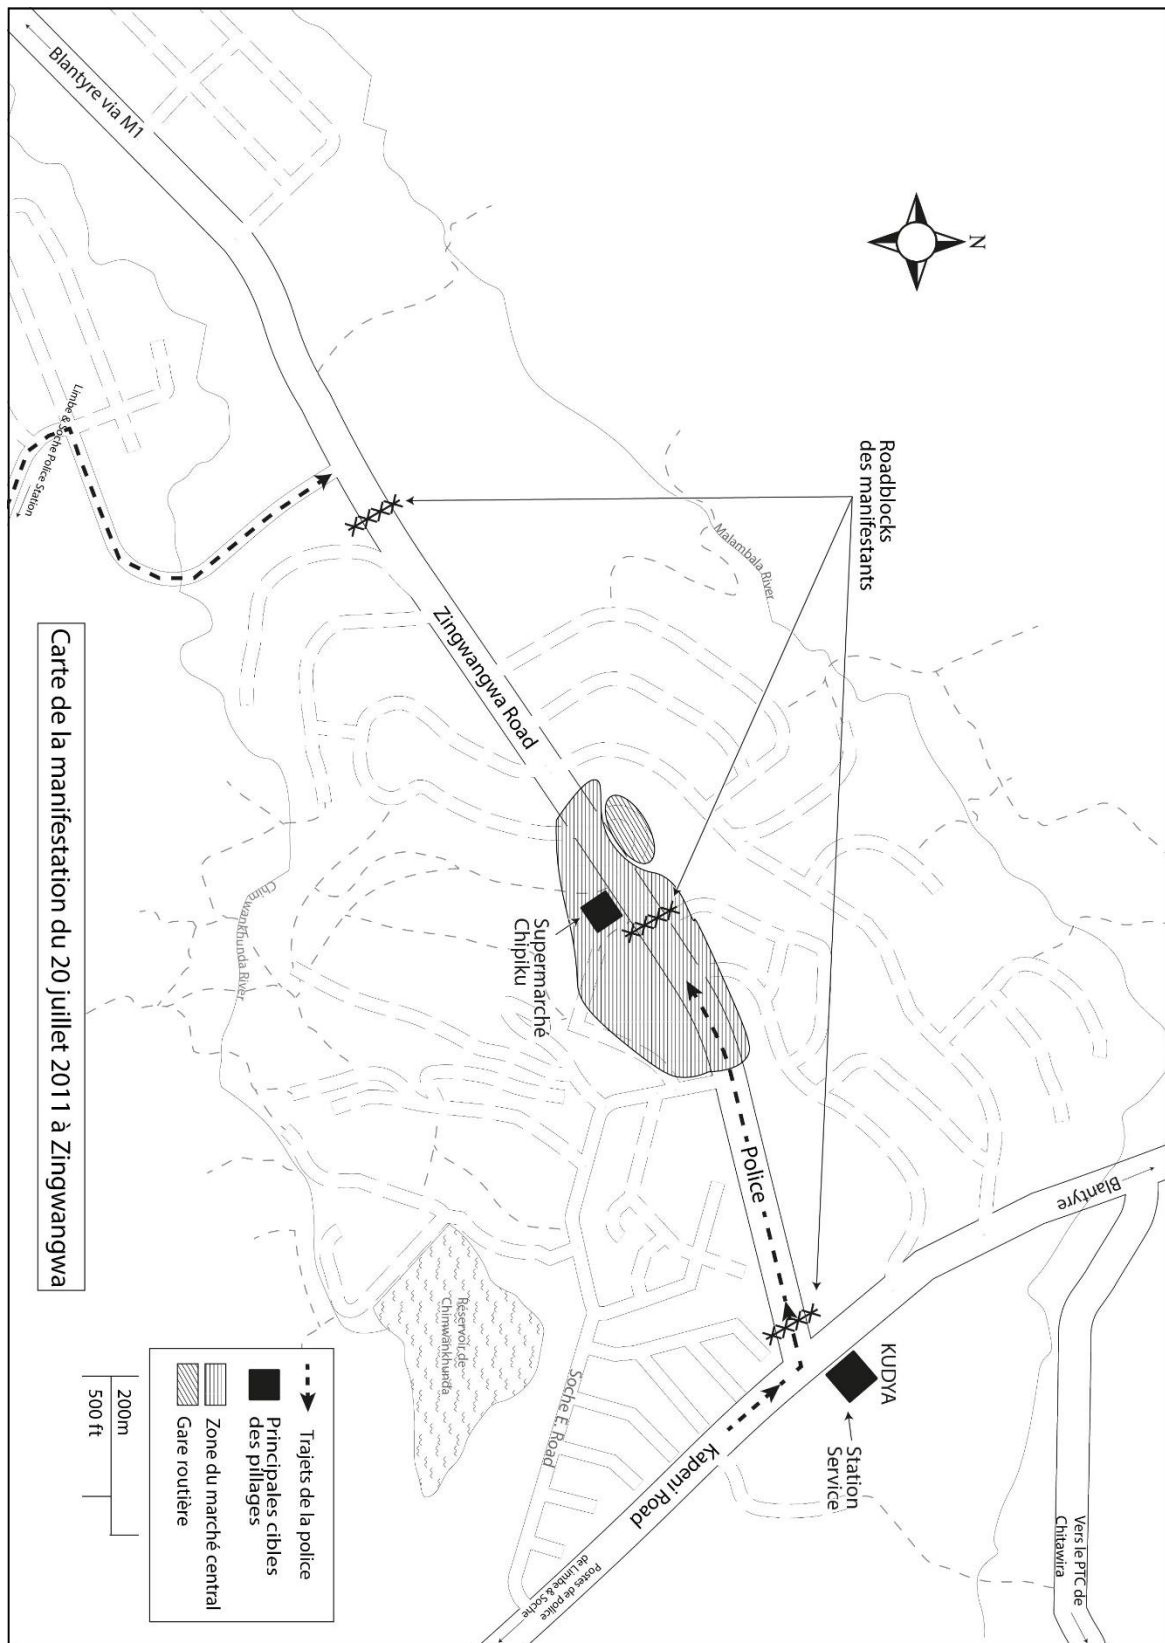 Carte de la manifestation du 20 juillet 2011 à Zingwangwa
N
Roadblocks
des manifestants
Blantyre via M1
Limbe & Soche Police Station
Malambala River
Zingwangwa Road
Chimwankhunda River
Supermarché
Chipiku
Police
Blantyre
KUDYA
Station
Service
Kapeni Road
Soche E. Road
Réservoir de
Chimwankhunda
Postes de police
de Limbe & Soche
Vers le PTC de
Chitawira
Trajets de la police
Principales cibles
des pillages
Zone du marché central
Gare routière
200m
500 ft